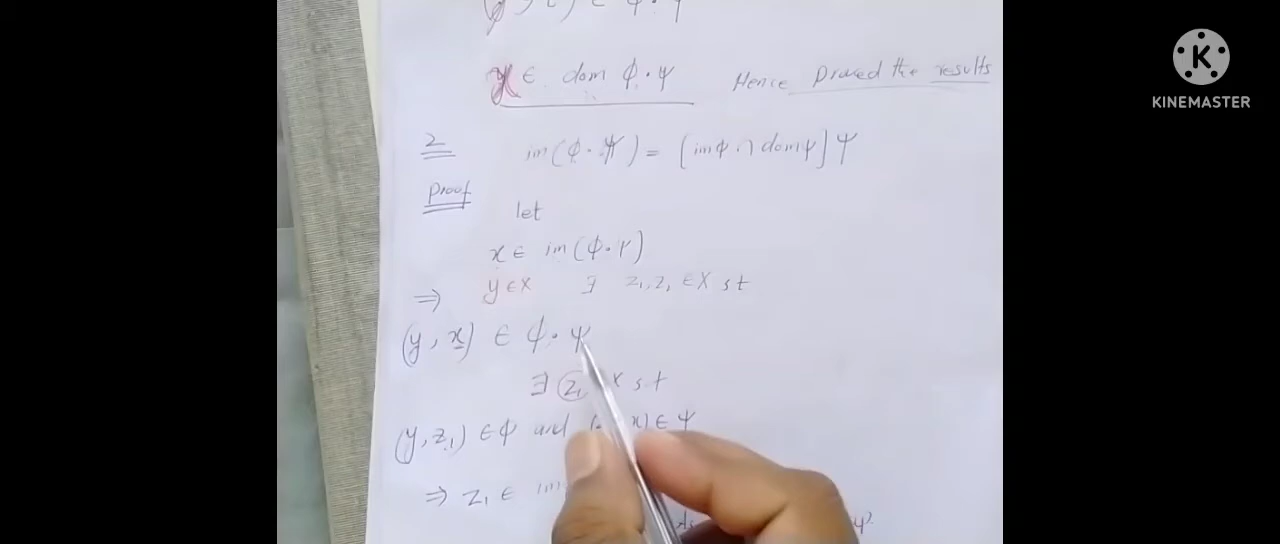 (y, z) ∈ φ · ψ
y ∈ dom φ · ψ Hence Proved the results
2 im(φ · ψ) = [imφ ∩ domψ] ψ
Proof
let
x ∈ im(φ · ψ)
⇒ y ∈ X ∃ z₁, z₂ ∈ X st
(y, x) ∈ φ · ψ
∃ z₁ X st
(y, z₁) ∈ φ and x) ∈ ψ
⇒ z₁ ∈ im
As ψ
K
KINEMASTER